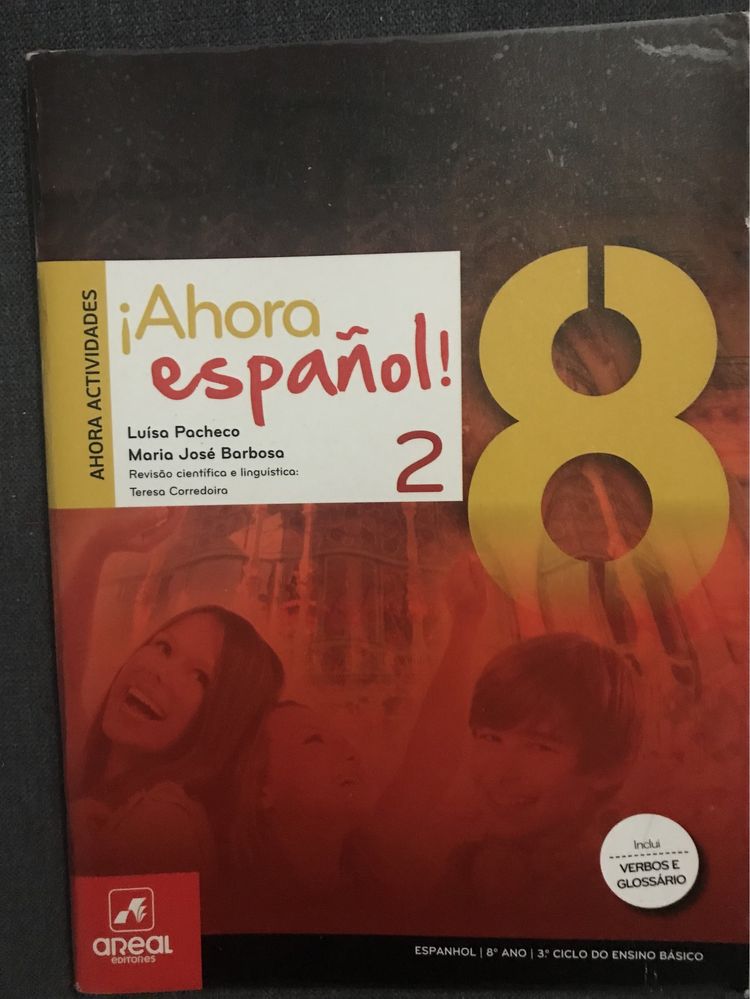 AHORA ACTIVIDADES
¡Ahora
español!
2
Luísa Pacheco
Maria José Barbosa
Revisão científica e linguística:
Teresa Corredoira
8
Inclui
VERBOS E
GLOSSÁRIO
areal
EDITORES
ESPANHOL | 8º ANO | 3.º CICLO DO ENSINO BÁSICO